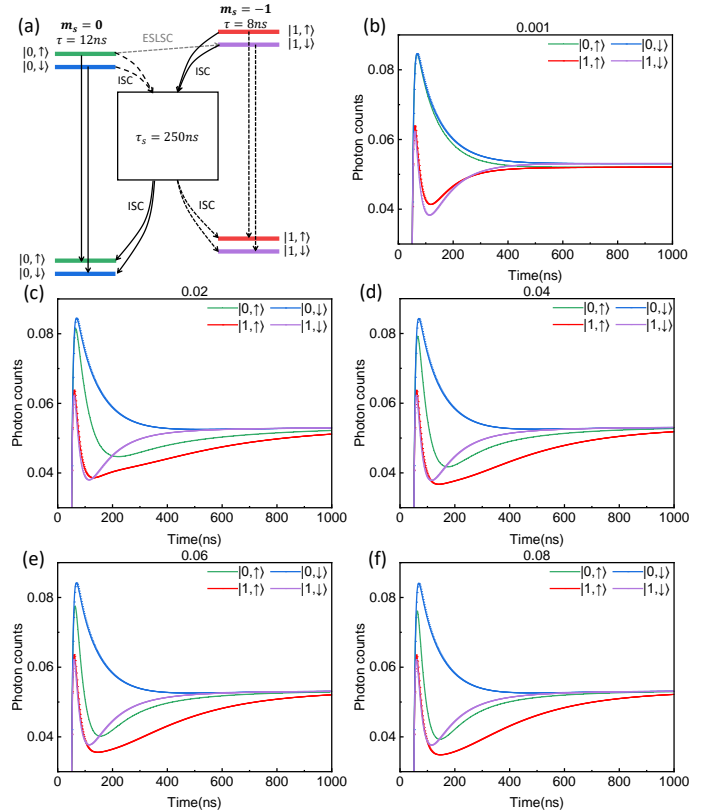 (a)
m_s = 0
τ = 12ns
ESLSC
m_s = −1
τ = 8ns
|0,↑⟩
|0,↓⟩
|1,↑⟩
|1,↓⟩
ISC
ISC
τ_s = 250ns
ISC
ISC
|0,↑⟩
|0,↓⟩
|1,↑⟩
|1,↓⟩
(b)
0.001
|0,↑⟩ |0,↓⟩
|1,↑⟩ |1,↓⟩
Photon counts
0.08
0.06
0.04
0 200 400 600 800 1000
Time(ns)
(c)
0.02
|0,↑⟩ |0,↓⟩
|1,↑⟩ |1,↓⟩
Photon counts
0.08
0.06
0.04
0 200 400 600 800 1000
Time(ns)
(d)
0.04
|0,↑⟩ |0,↓⟩
|1,↑⟩ |1,↓⟩
Photon counts
0.08
0.06
0.04
0 200 400 600 800 1000
Time(ns)
(e)
0.06
|0,↑⟩ |0,↓⟩
|1,↑⟩ |1,↓⟩
Photon counts
0.08
0.06
0.04
0 200 400 600 800 1000
Time(ns)
(f)
0.08
|0,↑⟩ |0,↓⟩
|1,↑⟩ |1,↓⟩
Photon counts
0.08
0.06
0.04
0 200 400 600 800 1000
Time(ns)